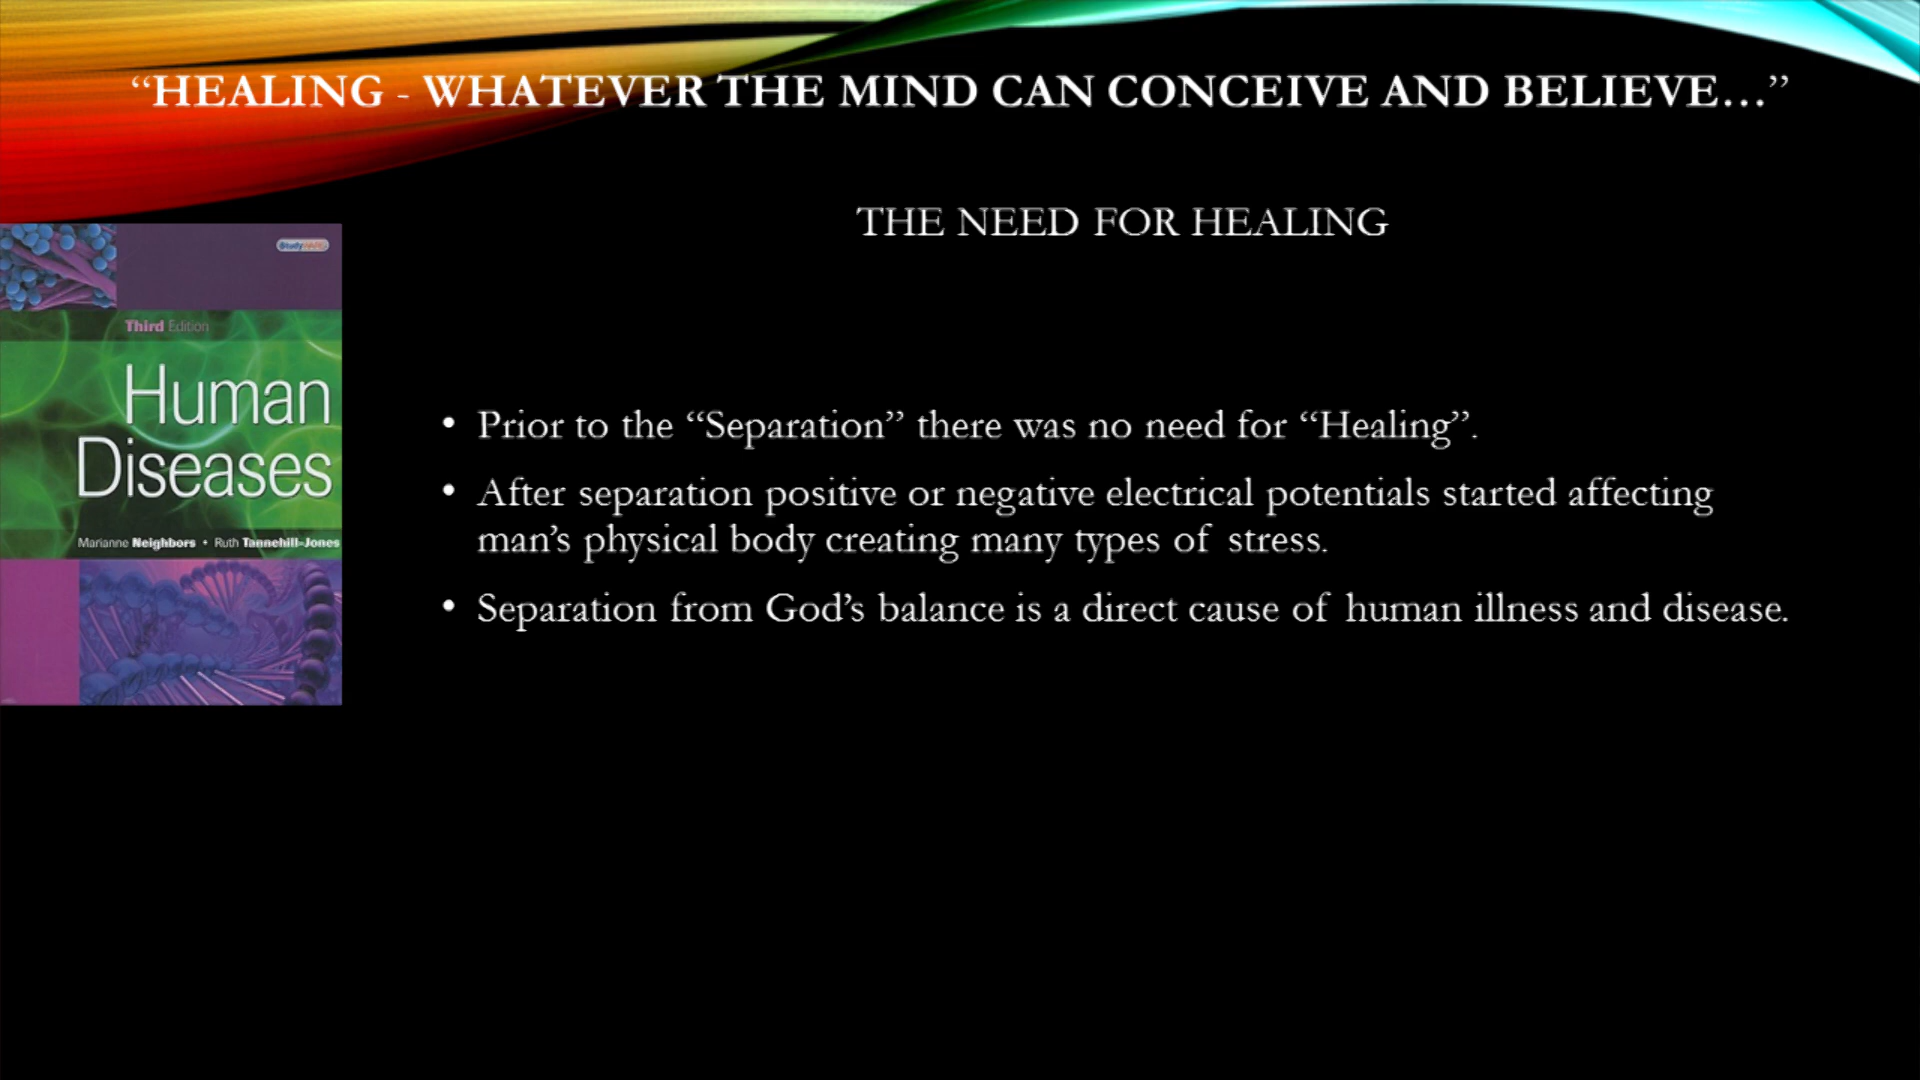 “HEALING - WHATEVER THE MIND CAN CONCEIVE AND BELIEVE…”
THE NEED FOR HEALING
StudyWARE
Third Edition
Human
Diseases
Marianne Neighbors • Ruth Tannehill-Jones
• Prior to the “Separation” there was no need for “Healing”.
• After separation positive or negative electrical potentials started affecting
man’s physical body creating many types of stress.
• Separation from God’s balance is a direct cause of human illness and disease.